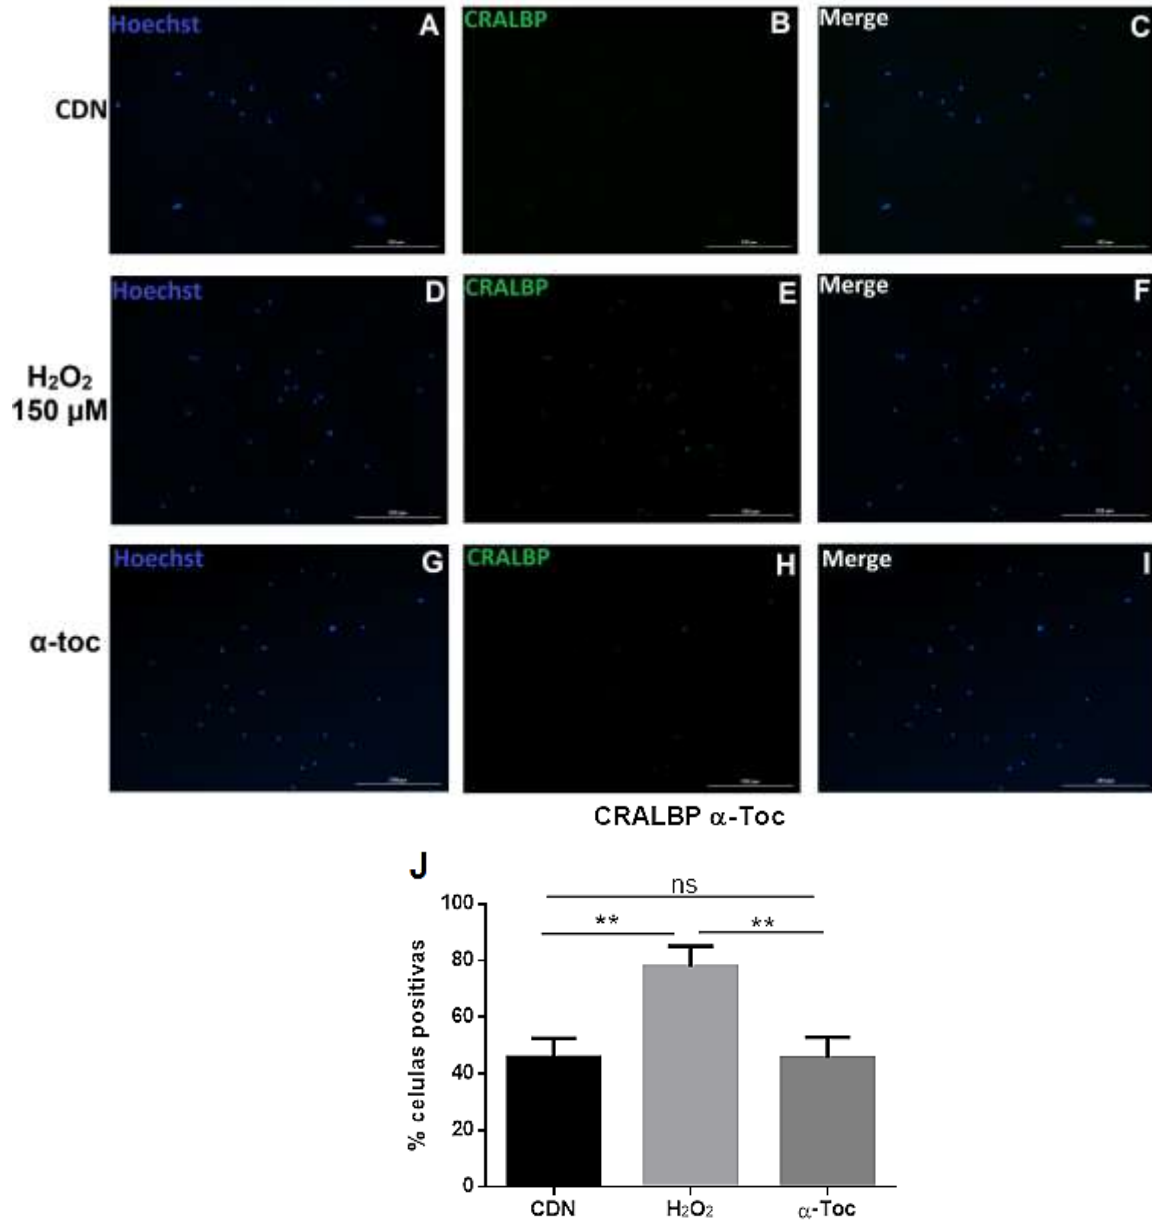 Hoechst A CRALBP B Merge C
CDN
Hoechst D CRALBP E Merge F
H₂O₂
150 µM
Hoechst G CRALBP H Merge I
α-toc
CRALBP α-Toc
J
ns
** **
% celulas positivas
100
80
60
40
20
0
CDN H₂O₂ α-Toc